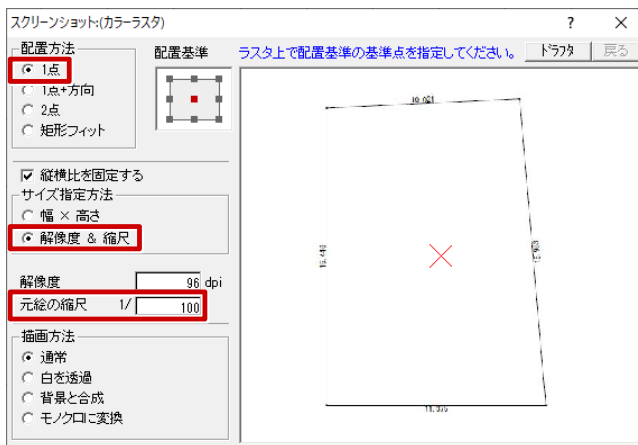 スクリーンショット:(カラーラスタ)
? ×
配置方法
1点
1点+方向
2点
矩形フィット
配置基準
ラスタ上で配置基準の基準点を指定してください。
ドラフタ
戻る
縦横比を固定する
サイズ指定方法
幅 × 高さ
解像度 & 縮尺
解像度 96 dpi
元絵の縮尺 1/ 100
描画方法
通常
白を透過
背景と合成
モノクロに変換